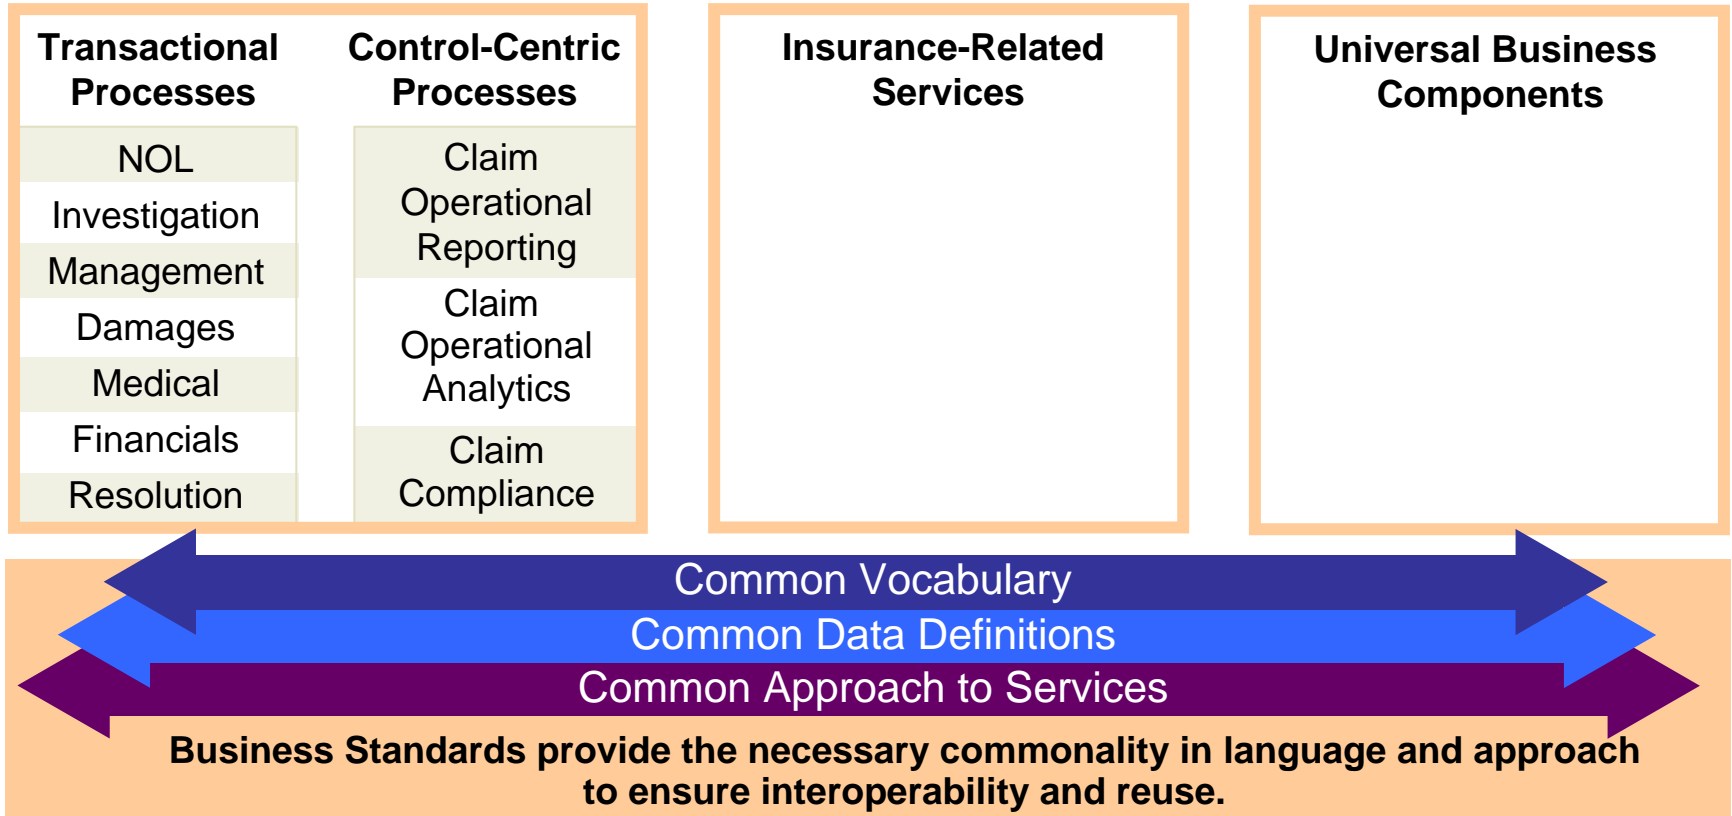 Transactional
Processes
NOL
Investigation
Management
Damages
Medical
Financials
Resolution
Control-Centric
Processes
Claim
Operational
Reporting
Claim
Operational
Analytics
Claim
Compliance
Insurance-Related
Services
Universal Business
Components
Common Vocabulary
Common Data Definitions
Common Approach to Services
Business Standards provide the necessary commonality in language and approach
to ensure interoperability and reuse.